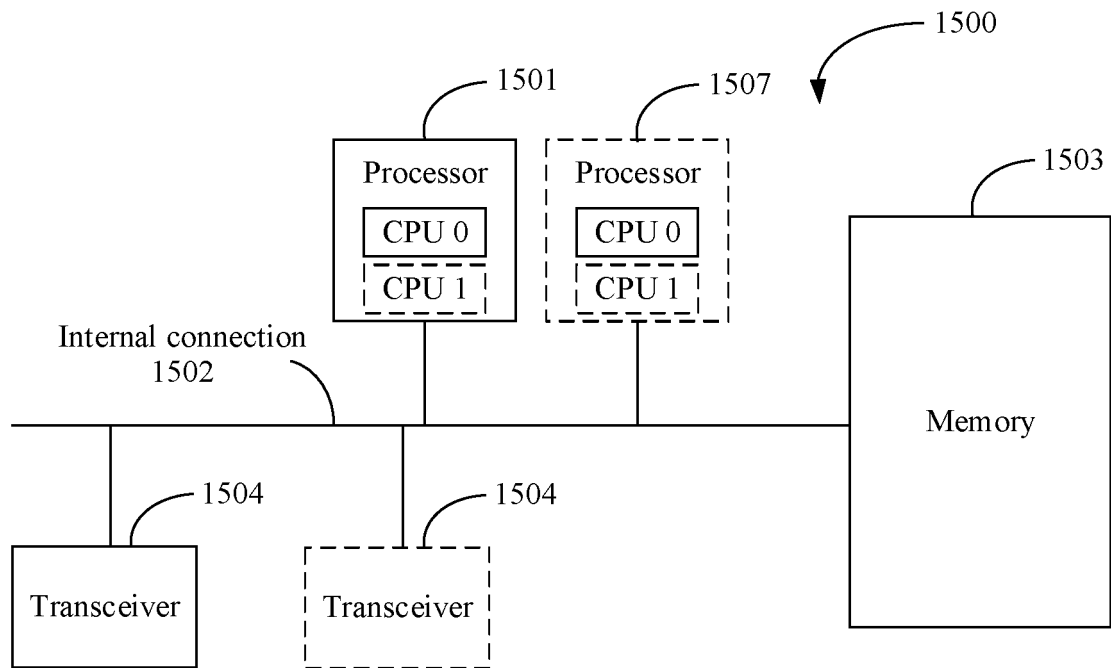 1500
1501
1507
Processor
CPU 0
CPU 1
Processor
CPU 0
CPU 1
1503
Memory
Internal connection
1502
1504
Transceiver
1504
Transceiver